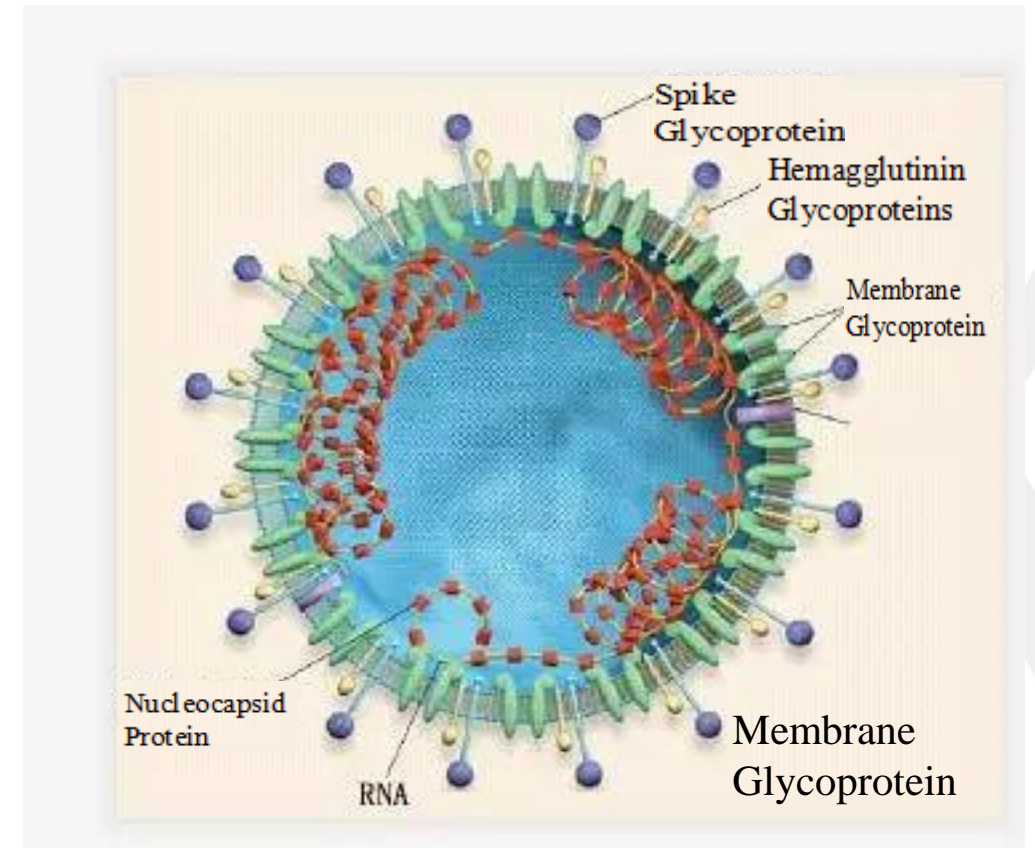 Spike
Glycoprotein
Hemagglutinin
Glycoproteins
Membrane
Glycoprotein
Nucleocapsid
Protein
RNA
Membrane
Glycoprotein